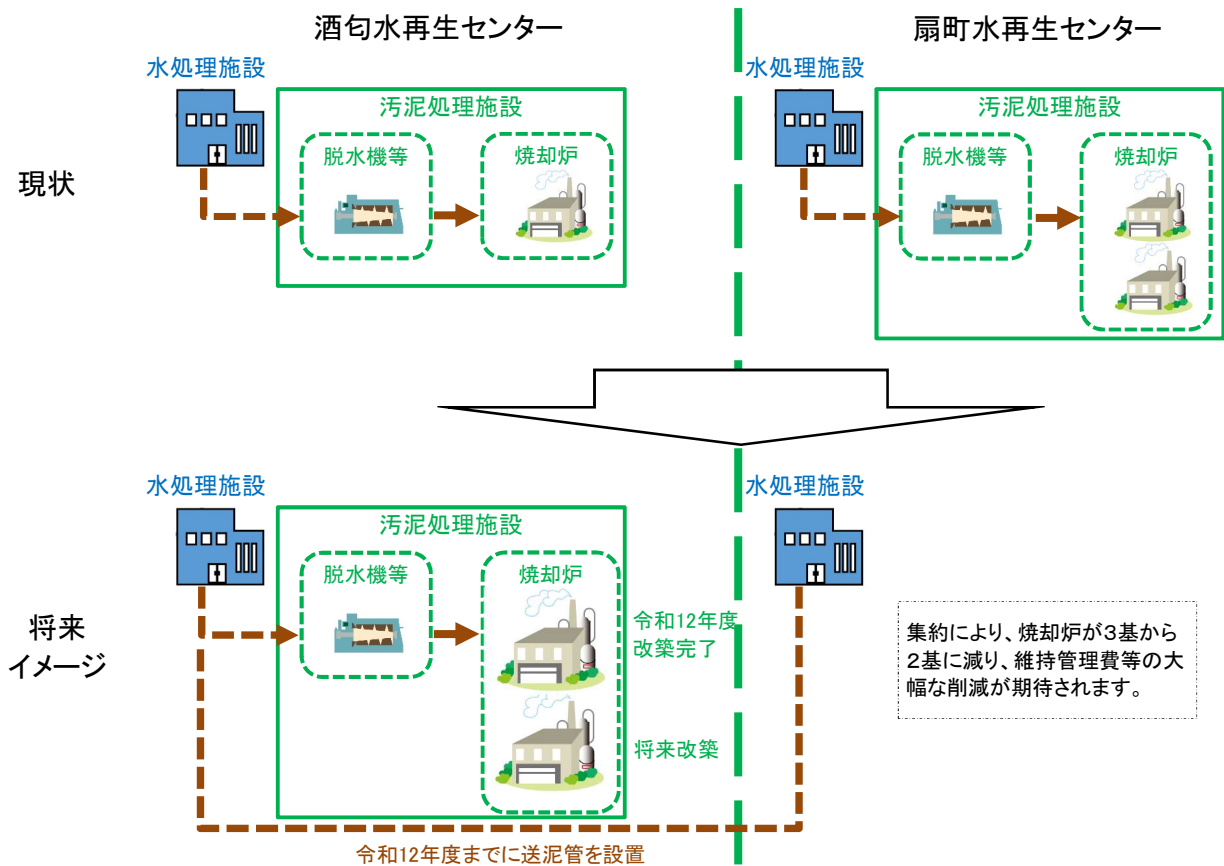 酒匂水再生センター
扇町水再生センター
現状
水処理施設
汚泥処理施設
脱水機等
焼却炉
水処理施設
汚泥処理施設
脱水機等
焼却炉
将来
イメージ
水処理施設
汚泥処理施設
脱水機等
焼却炉
令和12年度
改築完了
将来改築
水処理施設
集約により、焼却炉が３基から
２基に減り、維持管理費等の大
幅な削減が期待されます。
令和12年度までに送泥管を設置